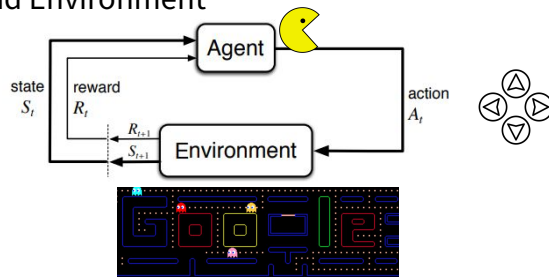 nd Environment
Agent
state
S_t
reward
R_t
action
A_t
R_{t+1}
S_{t+1}
Environment